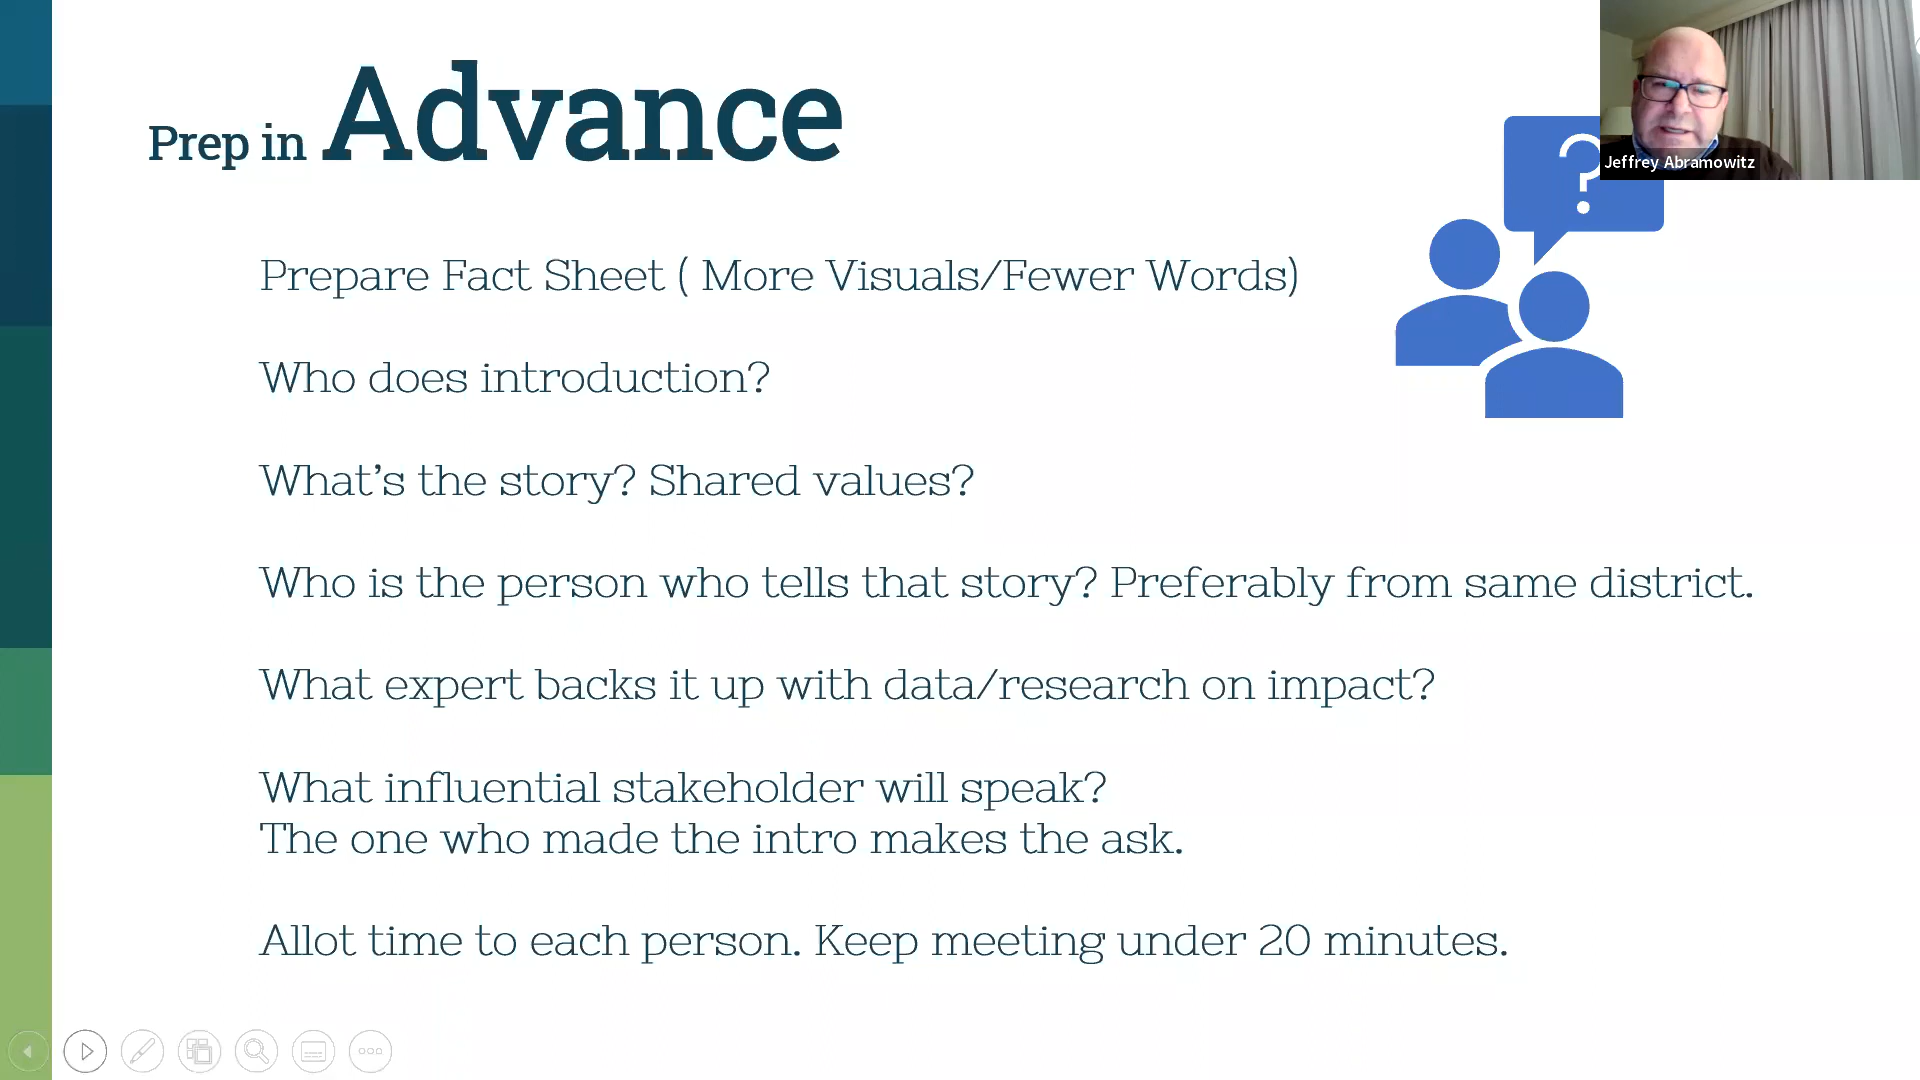 Prep in Advance
?
Jeffrey Abramowitz
Prepare Fact Sheet ( More Visuals/Fewer Words)
Who does introduction?
What’s the story? Shared values?
Who is the person who tells that story? Preferably from same district.
What expert backs it up with data/research on impact?
What influential stakeholder will speak?
The one who made the intro makes the ask.
Allot time to each person. Keep meeting under 20 minutes.